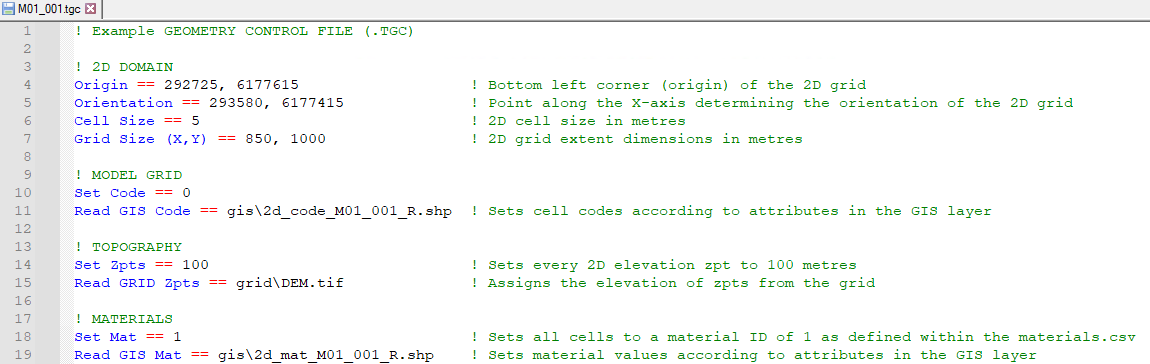 M01_001.tgc
1 ! Example GEOMETRY CONTROL FILE (.TGC)
2
3 ! 2D DOMAIN
4 Origin == 292725, 6177615 ! Bottom left corner (origin) of the 2D grid
5 Orientation == 293580, 6177415 ! Point along the X-axis determining the orientation of the 2D grid
6 Cell Size == 5 ! 2D cell size in metres
7 Grid Size (X,Y) == 850, 1000 ! 2D grid extent dimensions in metres
8
9 ! MODEL GRID
10 Set Code == 0
11 Read GIS Code == gis\2d_code_M01_001_R.shp ! Sets cell codes according to attributes in the GIS layer
12
13 ! TOPOGRAPHY
14 Set Zpts == 100 ! Sets every 2D elevation zpt to 100 metres
15 Read GRID Zpts == grid\DEM.tif ! Assigns the elevation of zpts from the grid
16
17 ! MATERIALS
18 Set Mat == 1 ! Sets all cells to a material ID of 1 as defined within the materials.csv
19 Read GIS Mat == gis\2d_mat_M01_001_R.shp ! Sets material values according to attributes in the GIS layer